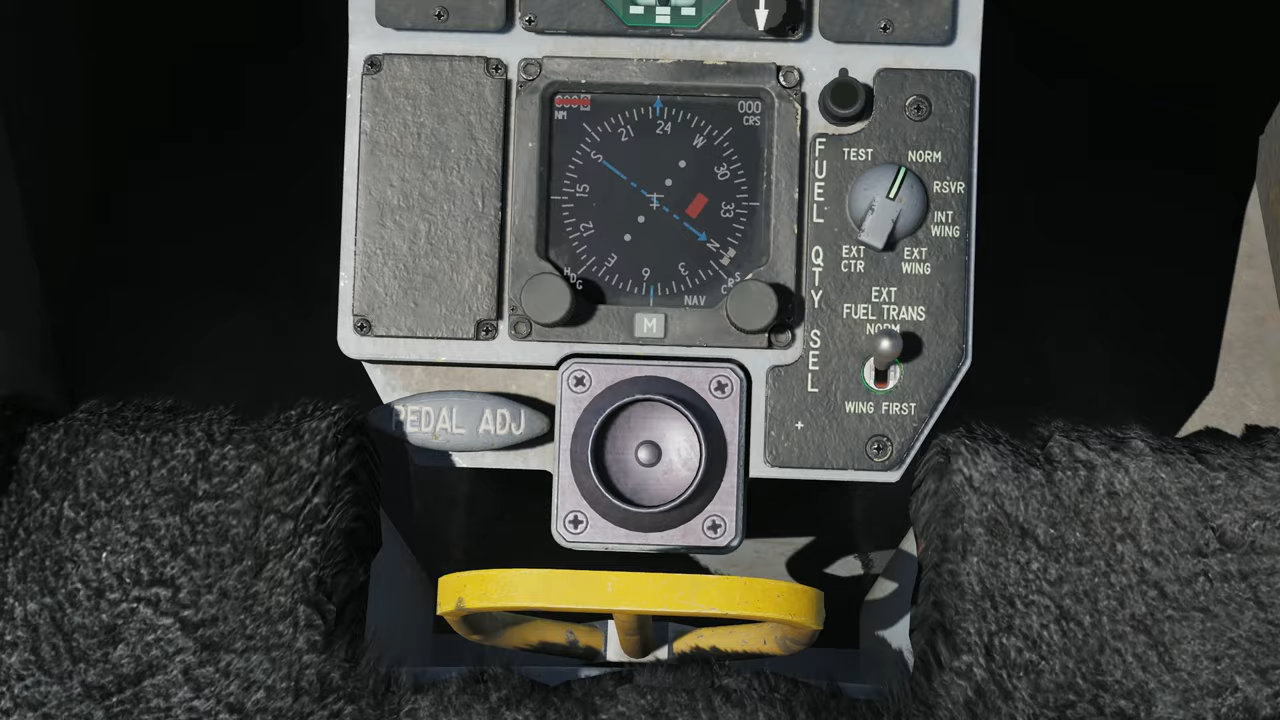 NM
000
CRS
21
24
W
30
33
N
3
6
E
12
15
S
HDG
CRS
NAV
M
FUEL QTY SEL
TEST
NORM
RSVR
INT
WING
EXT
WING
EXT
CTR
EXT
FUEL TRANS
NORM
WING FIRST
PEDAL ADJ